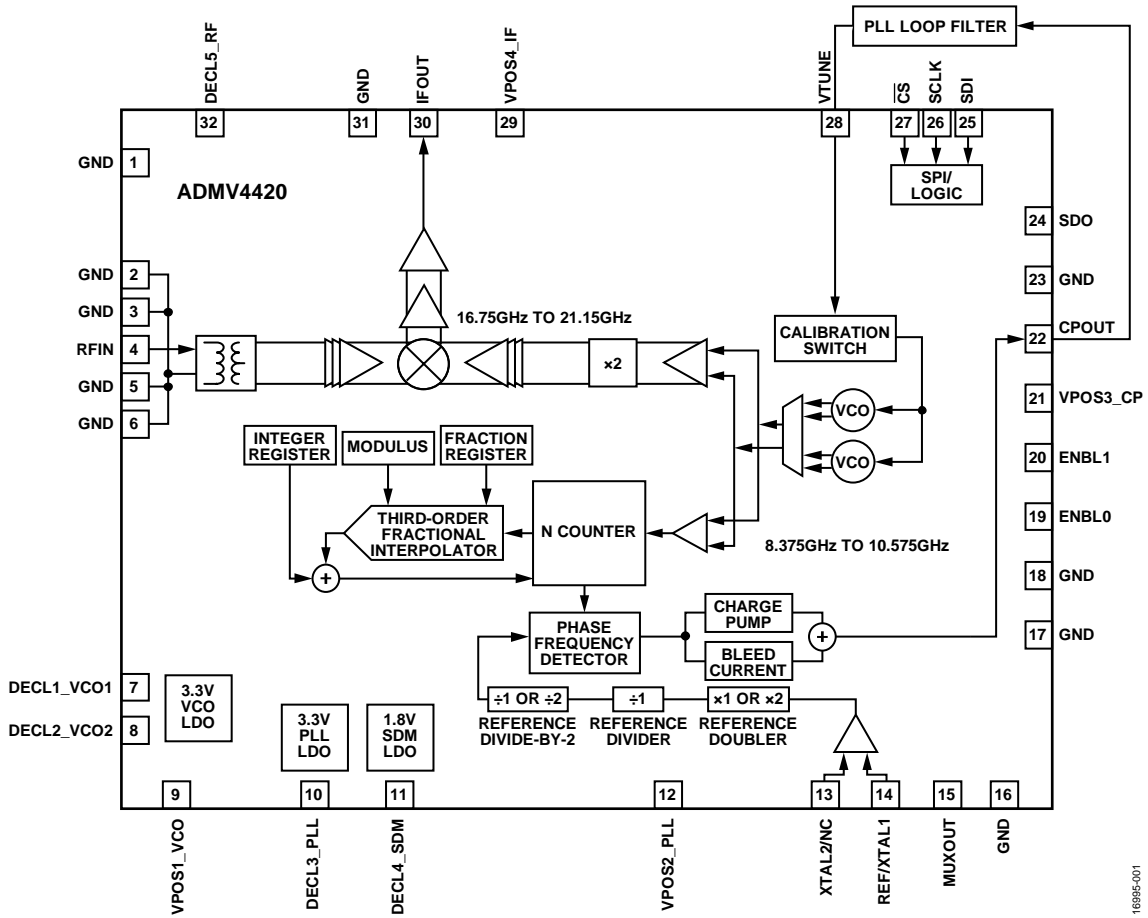 PLL LOOP FILTER
DECL5_RF
GND
IFOUT
VPOS4_IF
VTUNE
CS
SCLK
SDI
32
31
30
29
28
27
26
25
GND 1
ADMV4420
SPI/
LOGIC
24 SDO
GND 2
23 GND
GND 3
16.75GHz TO 21.15GHz
CALIBRATION
SWITCH
CPOUT
22
RFIN 4
×2
GND 5
21 VPOS3_CP
GND 6
VCO
INTEGER
REGISTER
MODULUS
FRACTION
REGISTER
VCO
20 ENBL1
THIRD-ORDER
FRACTIONAL
INTERPOLATOR
N COUNTER
19 ENBL0
8.375GHz TO 10.575GHz
+
18 GND
PHASE
FREQUENCY
DETECTOR
CHARGE
PUMP
+
17 GND
BLEED
CURRENT
DECL1_VCO1 7
3.3V
VCO
LDO
÷1 OR ÷2
÷1
×1 OR ×2
DECL2_VCO2 8
3.3V
PLL
LDO
1.8V
SDM
LDO
REFERENCE
DIVIDE-BY-2
REFERENCE
DIVIDER
REFERENCE
DOUBLER
9
10
11
12
13
14
15
16
VPOS1_VCO
DECL3_PLL
DECL4_SDM
VPOS2_PLL
XTAL2/NC
REF/XTAL1
MUXOUT
GND
16995-001